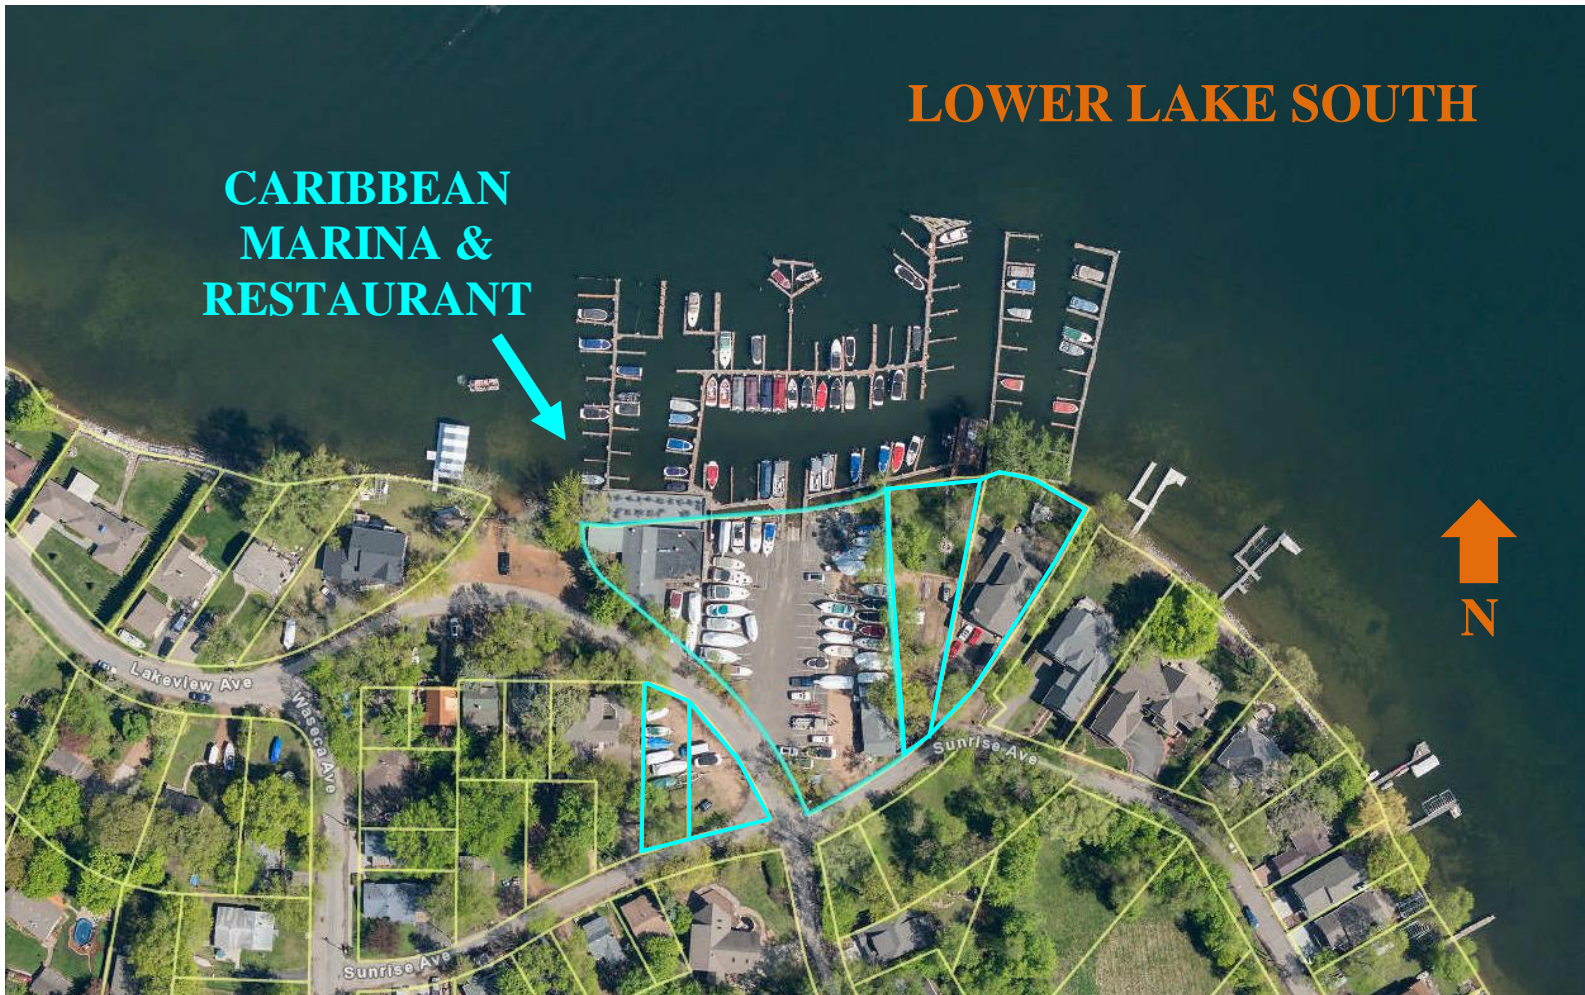 LOWER LAKE SOUTH
CARIBBEAN
MARINA &
RESTAURANT
N
Lakeview Ave
Waseca Ave
Sunrise Ave
Sunrise Ave